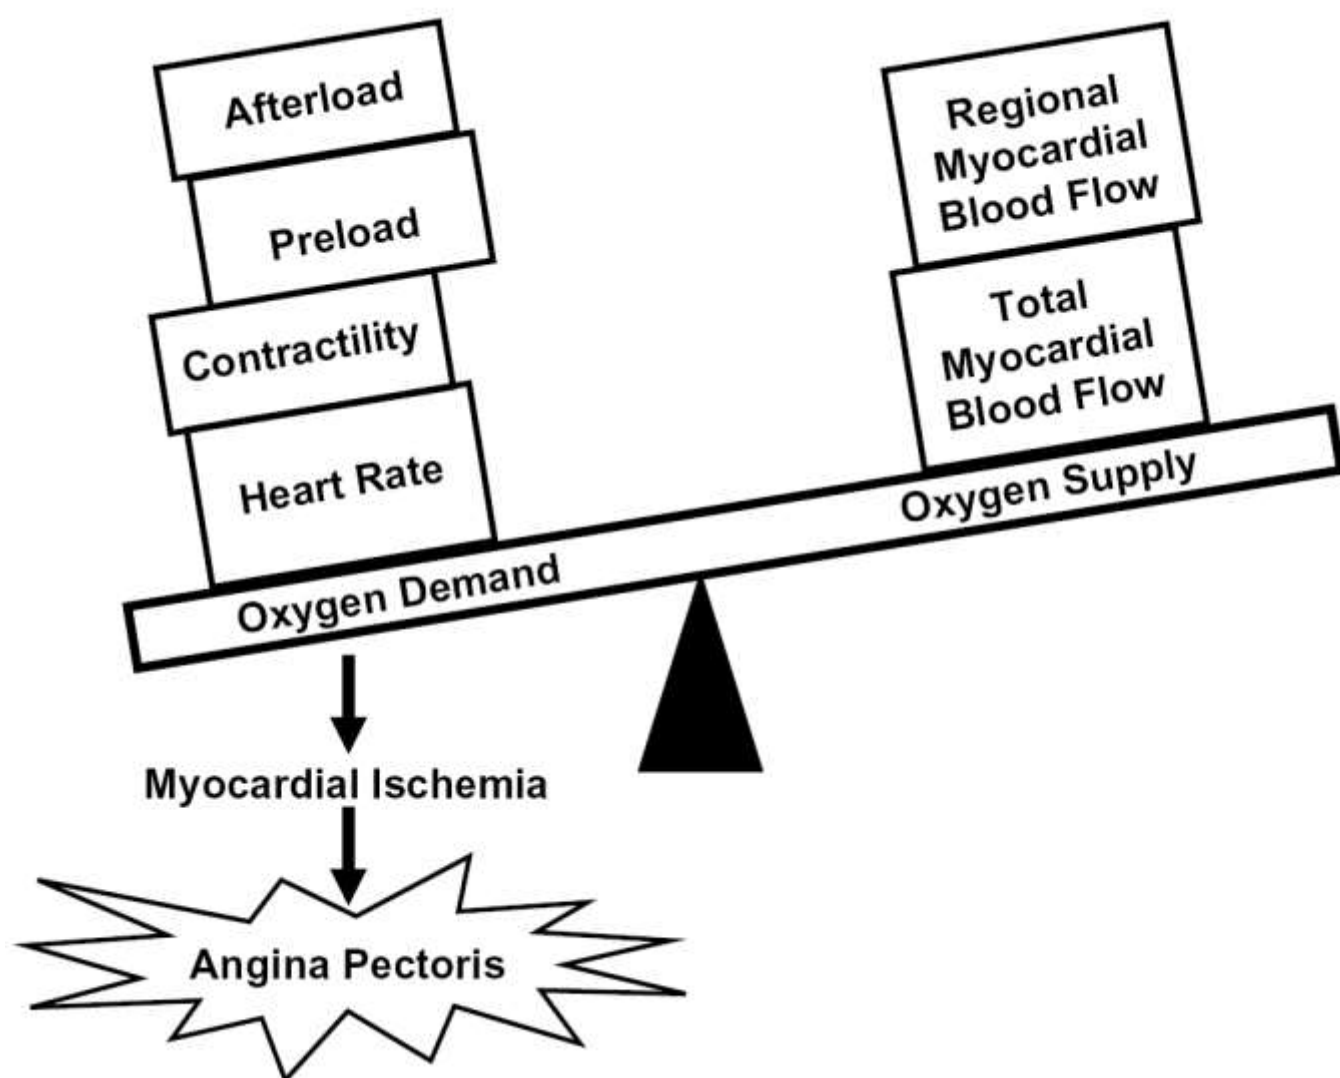 Afterload
Preload
Contractility
Heart Rate
Oxygen Demand
Regional
Myocardial
Blood Flow
Total
Myocardial
Blood Flow
Oxygen Supply
Myocardial Ischemia
Angina Pectoris